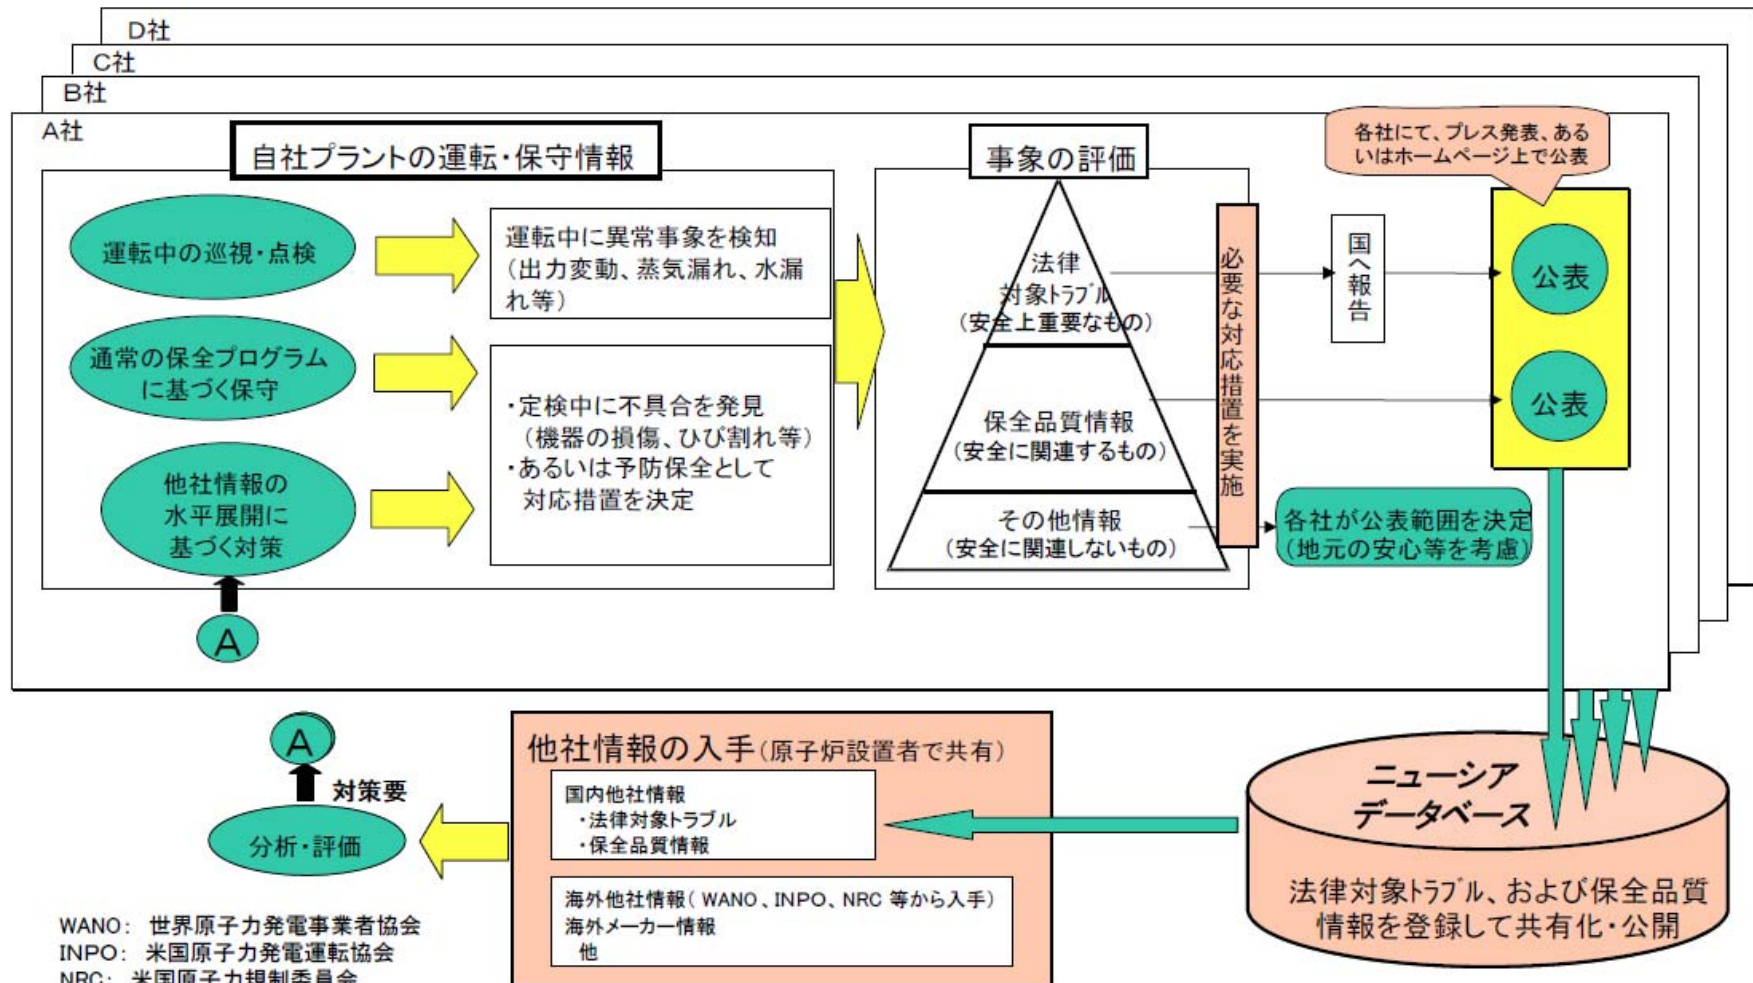 D社
C社
B社
A社
自社プラントの運転・保守情報
運転中の巡視・点検
運転中に異常事象を検知
（出力変動、蒸気漏れ、水漏
れ等）
通常の保全プログラム
に基づく保守
・定検中に不具合を発見
（機器の損傷、ひび割れ等）
・あるいは予防保全として
対応措置を決定
他社情報の
水平展開に
基づく対策
A
事象の評価
法律
対象トラブル
（安全上重要なもの）
保全品質情報
（安全に関連するもの）
その他情報
（安全に関連しないもの）
必要な対応措置を実施
国へ報告
各社にて、プレス発表、ある
いはホームページ上で公表
公表
公表
各社が公表範囲を決定
（地元の安心等を考慮）
A
対策要
分析・評価
他社情報の入手（原子炉設置者で共有）
国内他社情報
・法律対象トラブル
・保全品質情報
海外他社情報（WANO、INPO、NRC 等から入手）
海外メーカー情報
他
ニューシア
データベース
法律対象トラブル、および保全品質
情報を登録して共有化・公開
WANO： 世界原子力発電事業者協会
INPO： 米国原子力発電運転協会
NRC： 米国原子力規制委員会